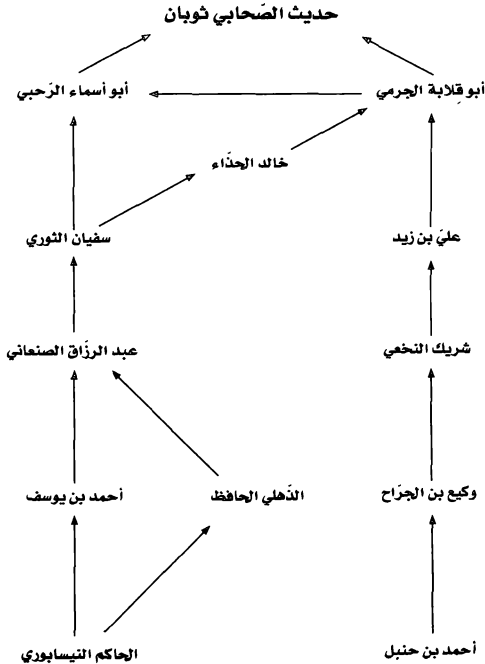 حديث الصّحابي ثوبان
أبو قلابة الجرمي
أبو أسماء الرّحبي
خالد الحذّاء
عليّ بن زيد
سفيان الثوري
شريك النخعي
عبد الرزّاق الصنعاني
وكيع بن الجرّاح
الذّهلي الحافظ
أحمد بن يوسف
أحمد بن حنبل
الحاكم النيسابوري